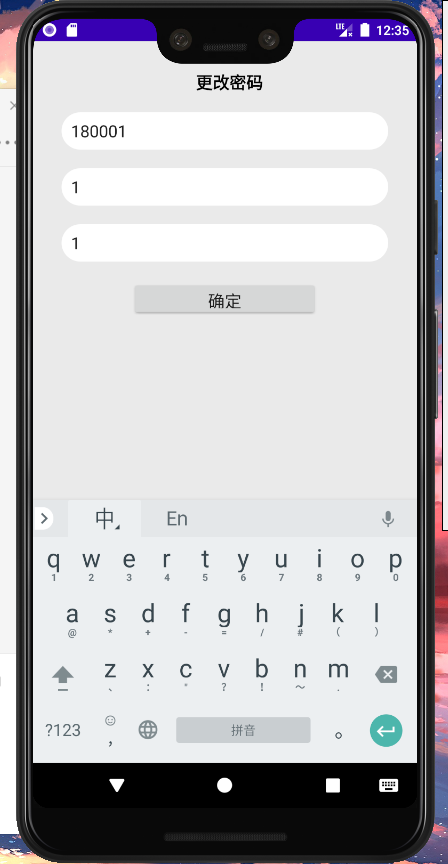 LTE 12:35
更改密码
180001
1
1
确定
中 En
q w e r t y u i o p
1 2 3 4 5 6 7 8 9 0
a s d f g h j k l
@ * + - = / # ( )
z x c v b n m
、 : " ? ! ～ .
?123 , 拼音 。